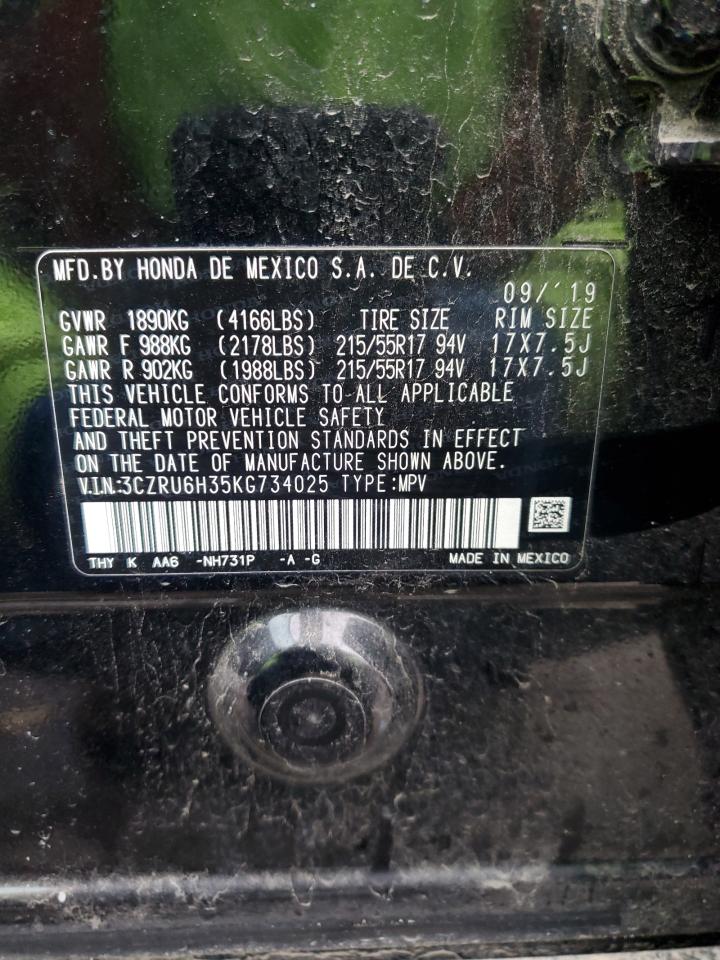 MFD.BY HONDA DE MEXICO S.A. DE C.V.
09/'19
GVWR 1890KG (4166LBS) TIRE SIZE RIM SIZE
GAWR F 988KG (2178LBS) 215/55R17 94V 17X7.5J
GAWR R 902KG (1988LBS) 215/55R17 94V 17X7.5J
THIS VEHICLE CONFORMS TO ALL APPLICABLE
FEDERAL MOTOR VEHICLE SAFETY
AND THEFT PREVENTION STANDARDS IN EFFECT
ON THE DATE OF MANUFACTURE SHOWN ABOVE.
V.I.N:3CZRU6H35KG734025 TYPE:MPV
THY K AA6 -NH731P -A -G MADE IN MEXICO